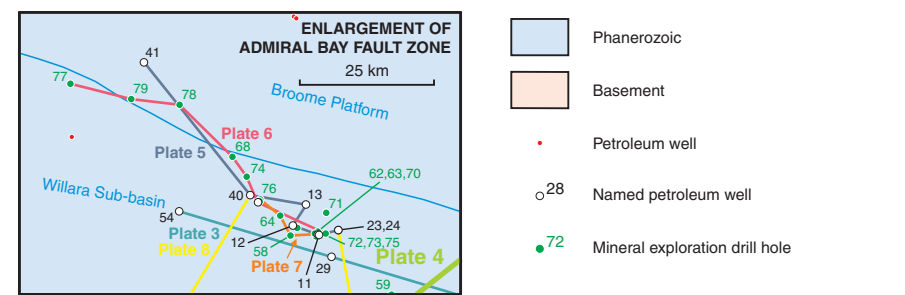 ENLARGEMENT OF
ADMIRAL BAY FAULT ZONE
25 km
41
77
79
78
Broome Platform
Plate 6
68
Plate 5
74
62,63,70
Willara Sub-basin
40
76
13
71
54
64
23,24
Plate 3
12
72,73,75
Plate 8
58
Plate 4
Plate 7
29
11
59
Phanerozoic
Basement
Petroleum well
28
Named petroleum well
72
Mineral exploration drill hole